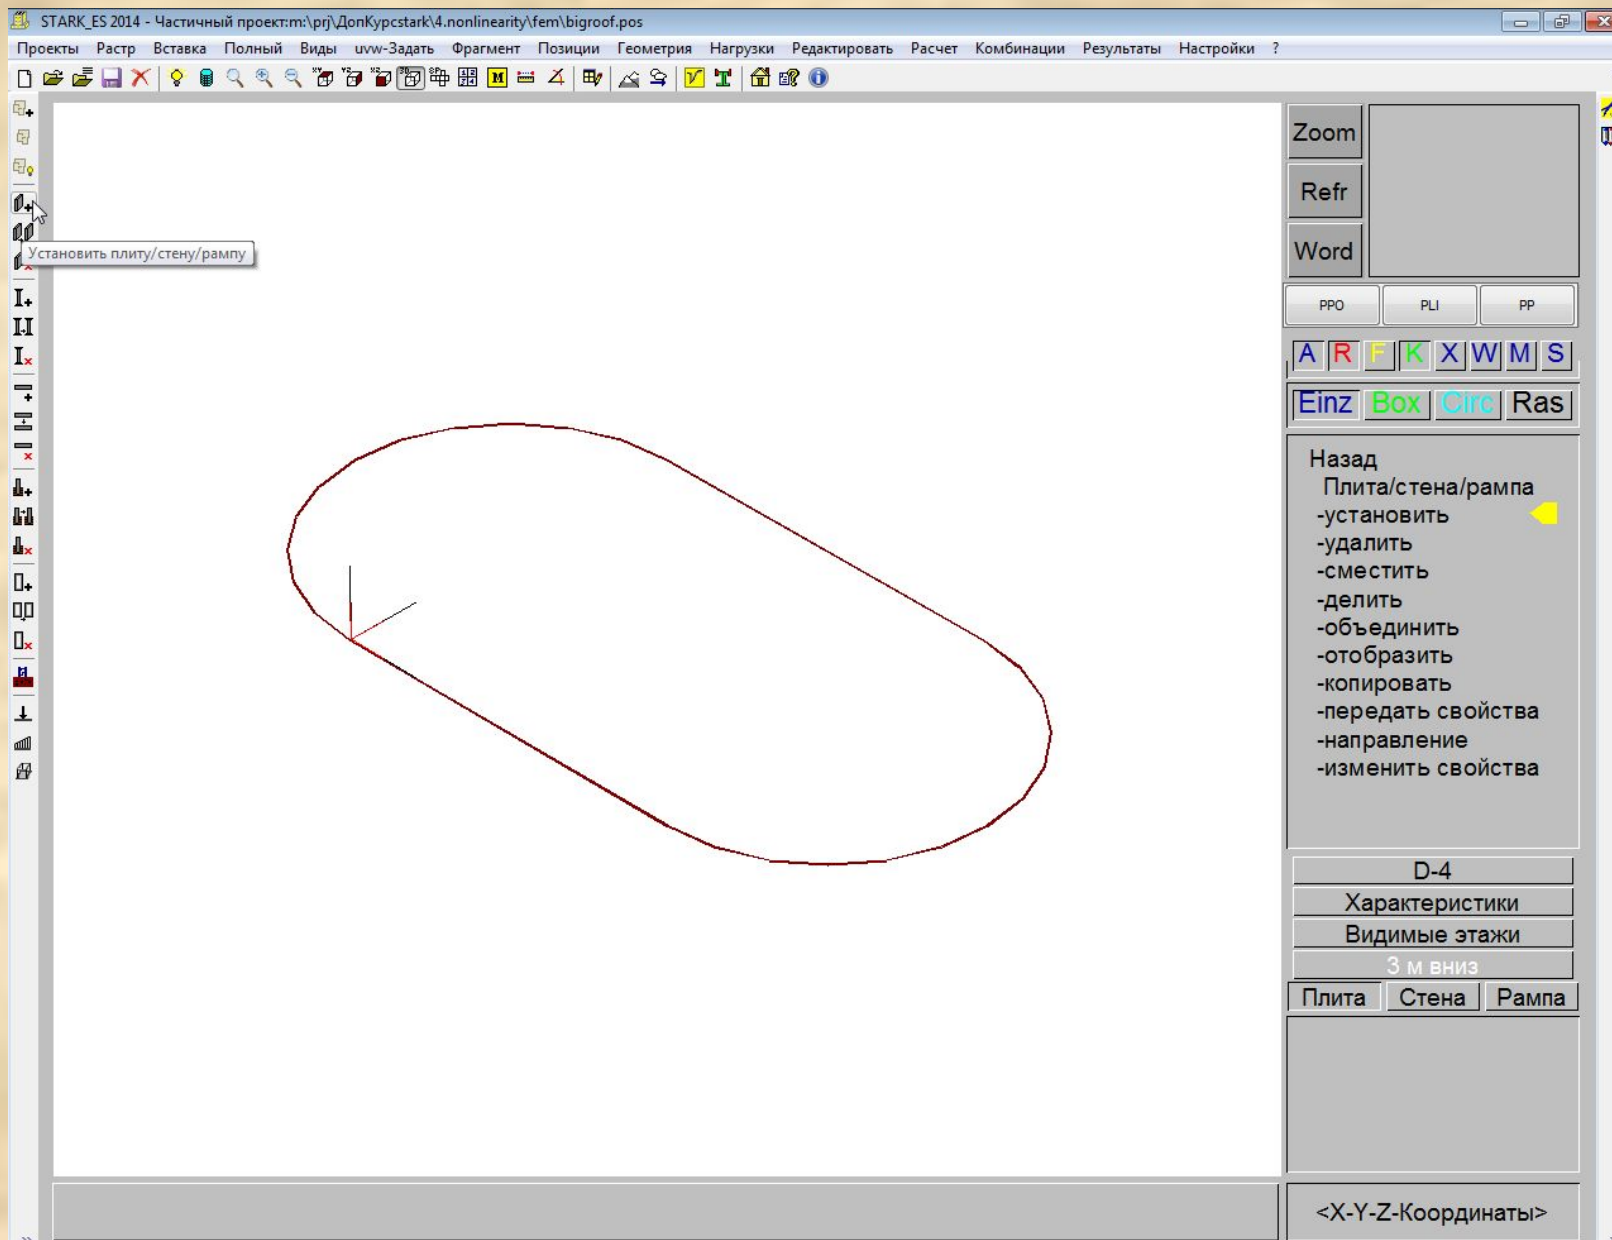 STARK_ES 2014 - Частичный проект:m:\prj\ДопКурсstark\4.nonlinearity\fem\bigroof.pos
Проекты Растр Вставка Полный Виды uvw-Задать Фрагмент Позиции Геометрия Нагрузки Редактировать Расчет Комбинации Результаты Настройки ?
Установить плиту/стену/рампу
Zoom
Refr
Word
PPO PLI PP
A R F K X W M S
Einz Box Circ Ras
Назад
Плита/стена/рампа
-установить
-удалить
-сместить
-делить
-объединить
-отобразить
-копировать
-передать свойства
-направление
-изменить свойства
D-4
Характеристики
Видимые этажи
3 м вниз
Плита Стена Рампа
<X-Y-Z-Координаты>